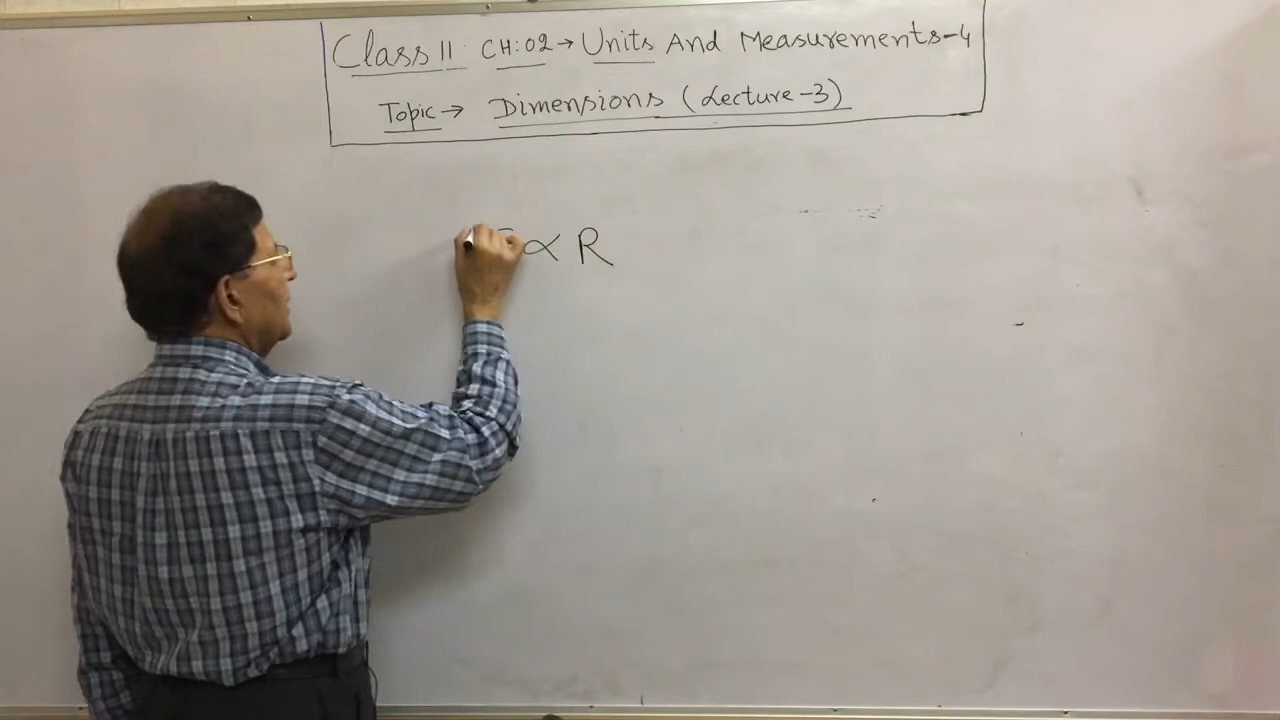 Class 11 CH:02→ Units And Measurements-4
Topic → Dimensions (Lecture-3)
∝ R